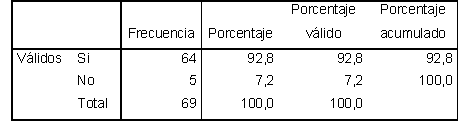 Porcentaje Porcentaje
Frecuencia Porcentaje válido acumulado
Válidos Si 64 92,8 92,8 92,8
No 5 7,2 7,2 100,0
Total 69 100,0 100,0